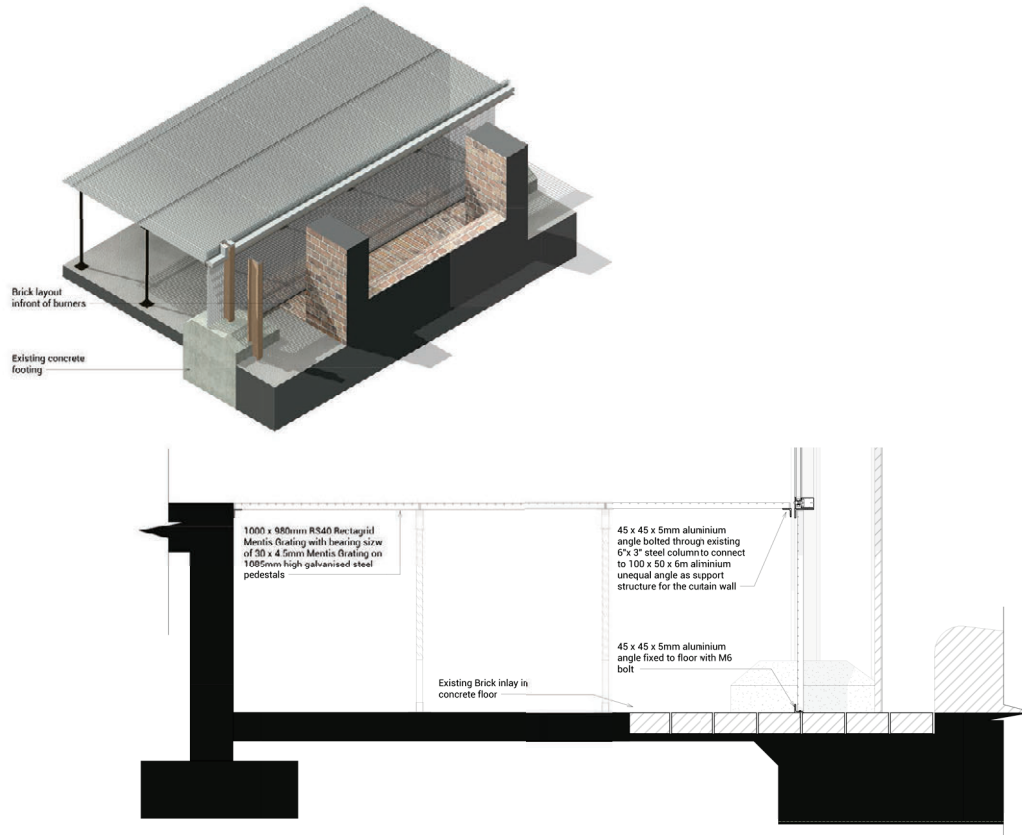 Brick layout
infront of burners
Existing concrete
footing
1000 x 980mm RS40 Rectagrid
Mentis Grating with bearing sizw
of 30 x 4.5mm Mentis Grating on
1085mm high galvanised steel
pedestals
45 x 45 x 5mm aluminium
angle bolted through existing
6"x 3" steel column to connect
to 100 x 50 x 6m aliminium
unequal angle as support
structure for the cutain wall
45 x 45 x 5mm aluminium
angle fixed to floor with M6
bolt
Existing Brick inlay in
concrete floor